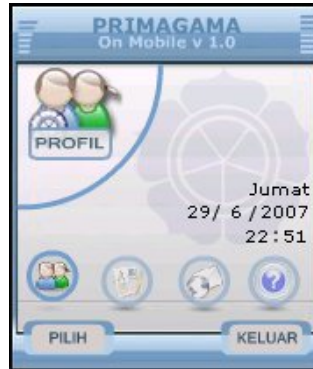 PRIMAGAMA
On Mobile v 1.0
PROFIL
Jumat
29/ 6 /2007
22:51
PILIH
KELUAR